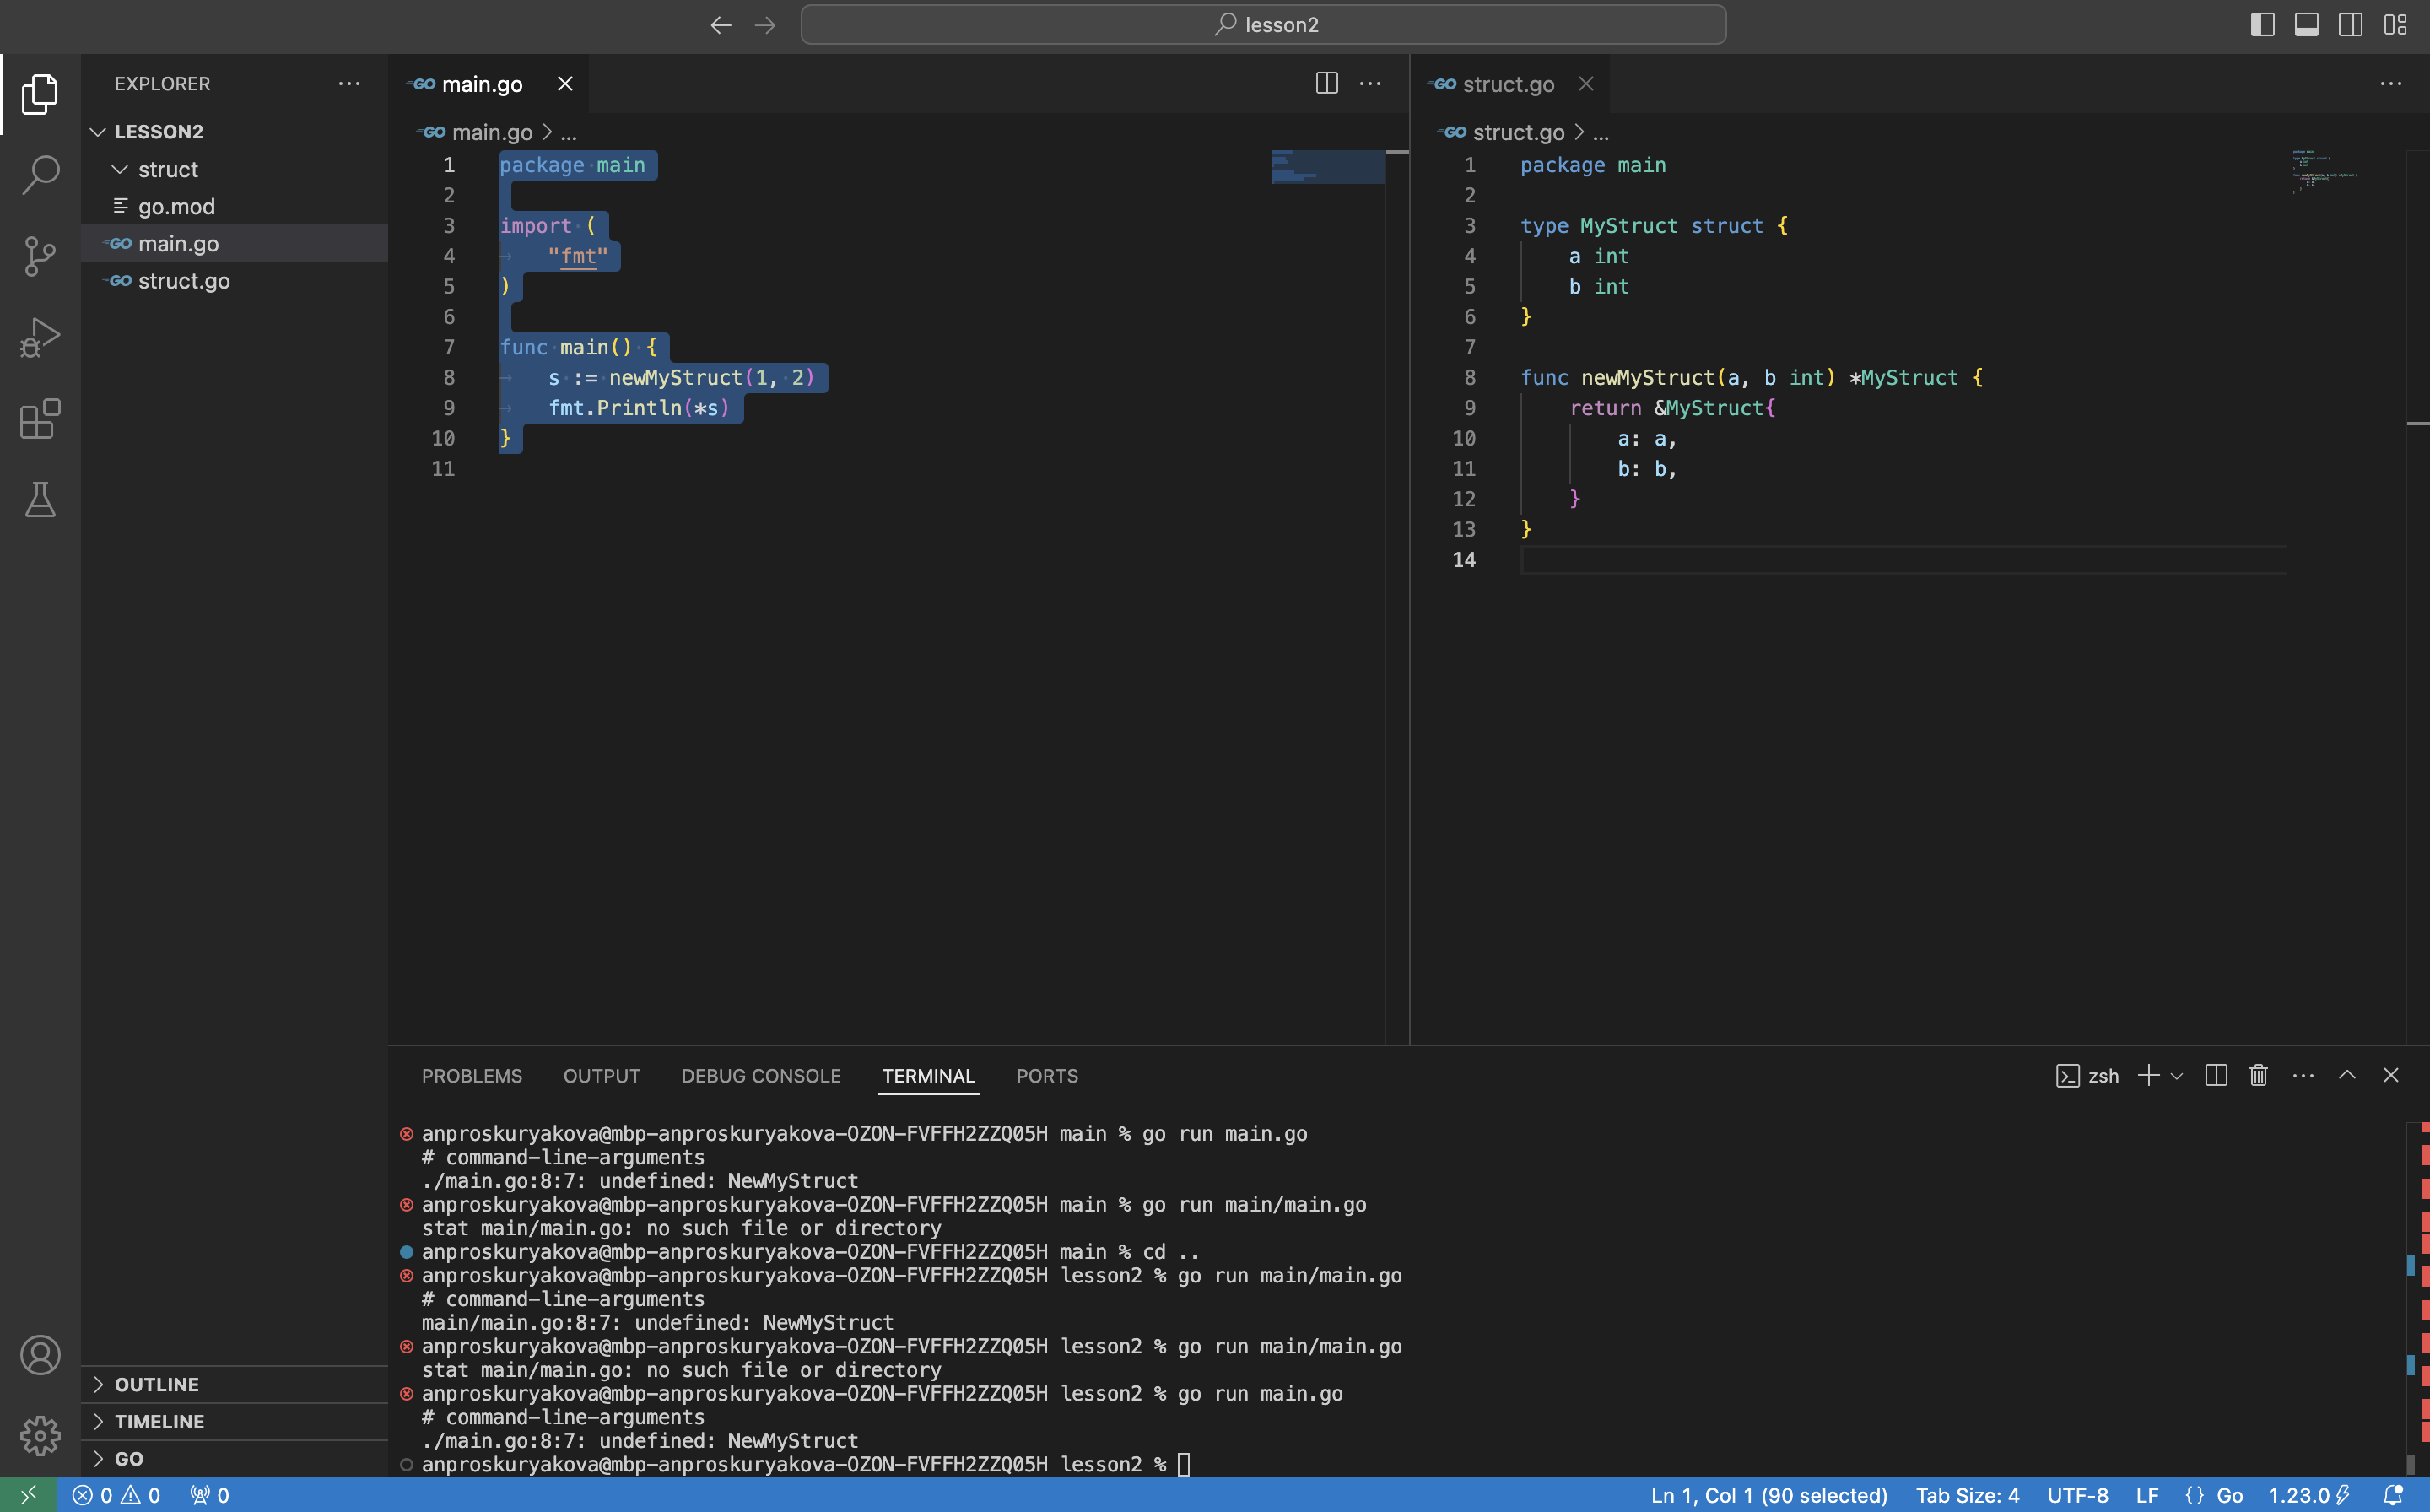 lesson2
EXPLORER
LESSON2
struct
go.mod
GO main.go
GO struct.go
OUTLINE
TIMELINE
GO
GO main.go
GO main.go > ...
1 package main
2
3 import (
4 "fmt"
5 )
6
7 func main() {
8 s := newMyStruct(1, 2)
9 fmt.Println(*s)
10 }
11
GO struct.go
GO struct.go > ...
1 package main
2
3 type MyStruct struct {
4 a int
5 b int
6 }
7
8 func newMyStruct(a, b int) *MyStruct {
9 return &MyStruct{
10 a: a,
11 b: b,
12 }
13 }
14
PROBLEMS OUTPUT DEBUG CONSOLE TERMINAL PORTS
zsh
anproskuryakova@mbp-anproskuryakova-OZON-FVFFH2ZZQ05H main % go run main.go
# command-line-arguments
./main.go:8:7: undefined: NewMyStruct
anproskuryakova@mbp-anproskuryakova-OZON-FVFFH2ZZQ05H main % go run main/main.go
stat main/main.go: no such file or directory
anproskuryakova@mbp-anproskuryakova-OZON-FVFFH2ZZQ05H main % cd ..
anproskuryakova@mbp-anproskuryakova-OZON-FVFFH2ZZQ05H lesson2 % go run main/main.go
# command-line-arguments
main/main.go:8:7: undefined: NewMyStruct
anproskuryakova@mbp-anproskuryakova-OZON-FVFFH2ZZQ05H lesson2 % go run main/main.go
stat main/main.go: no such file or directory
anproskuryakova@mbp-anproskuryakova-OZON-FVFFH2ZZQ05H lesson2 % go run main.go
# command-line-arguments
./main.go:8:7: undefined: NewMyStruct
anproskuryakova@mbp-anproskuryakova-OZON-FVFFH2ZZQ05H lesson2 %
0 0 0 Ln 1, Col 1 (90 selected) Tab Size: 4 UTF-8 LF {} Go 1.23.0